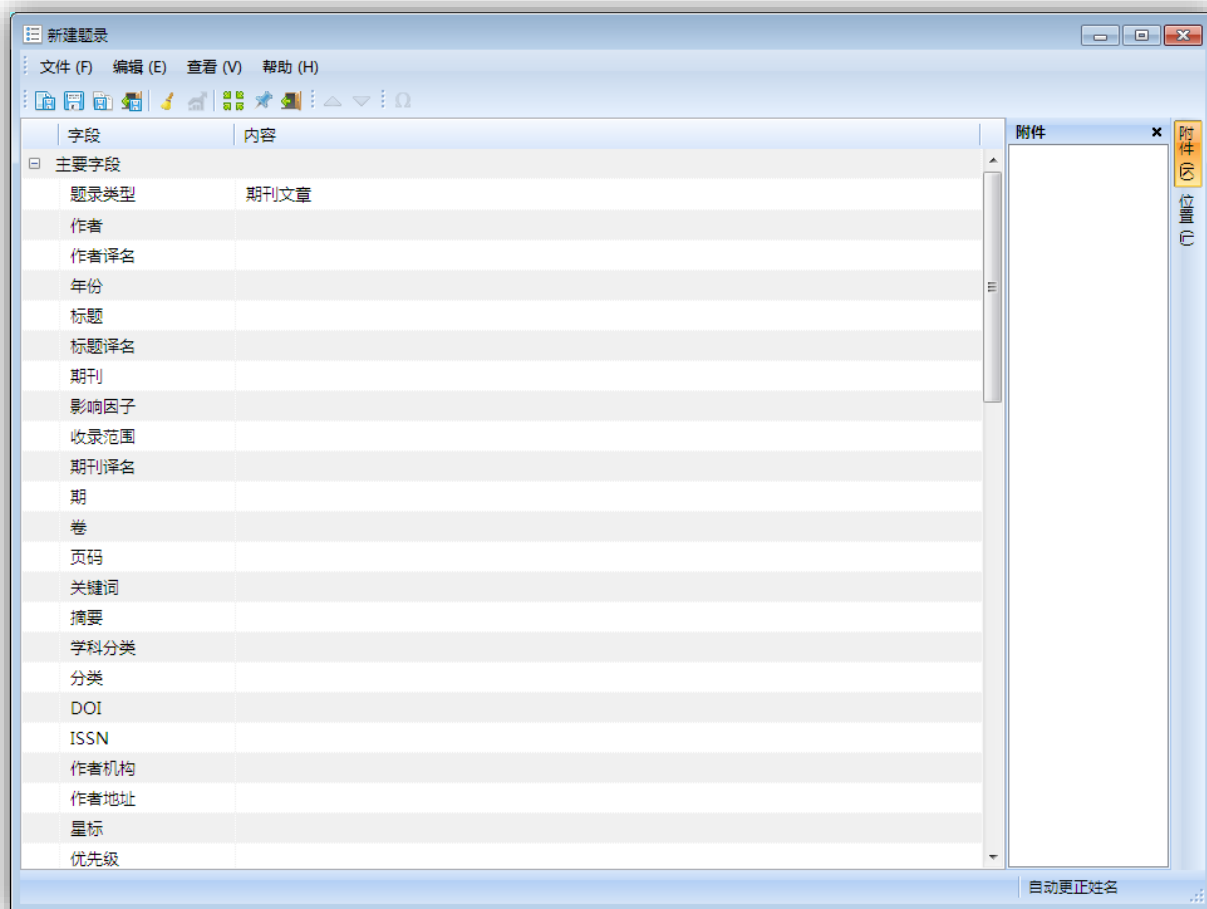 新建题录
文件 (F) 编辑 (E) 查看 (V) 帮助 (H)
Ω
字段 内容
主要字段
题录类型 期刊文章
作者
作者译名
年份
标题
标题译名
期刊
影响因子
收录范围
期刊译名
期
卷
页码
关键词
摘要
学科分类
分类
DOI
ISSN
作者机构
作者地址
星标
优先级
附件
附件 (K)
位置 (L)
自动更正姓名